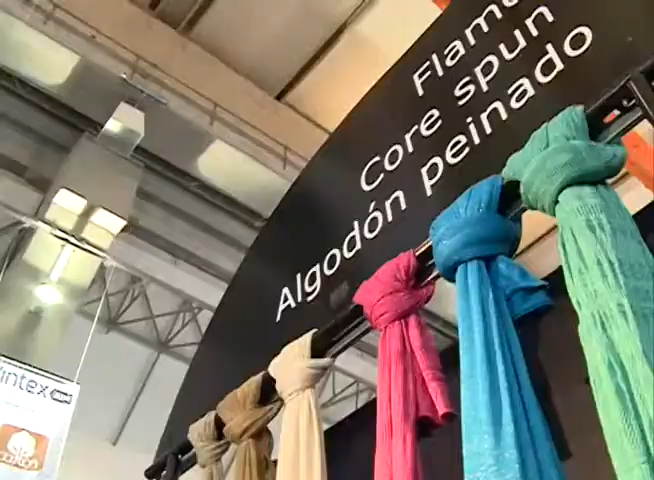 Flam
Core spun
Algodón peinado
intex